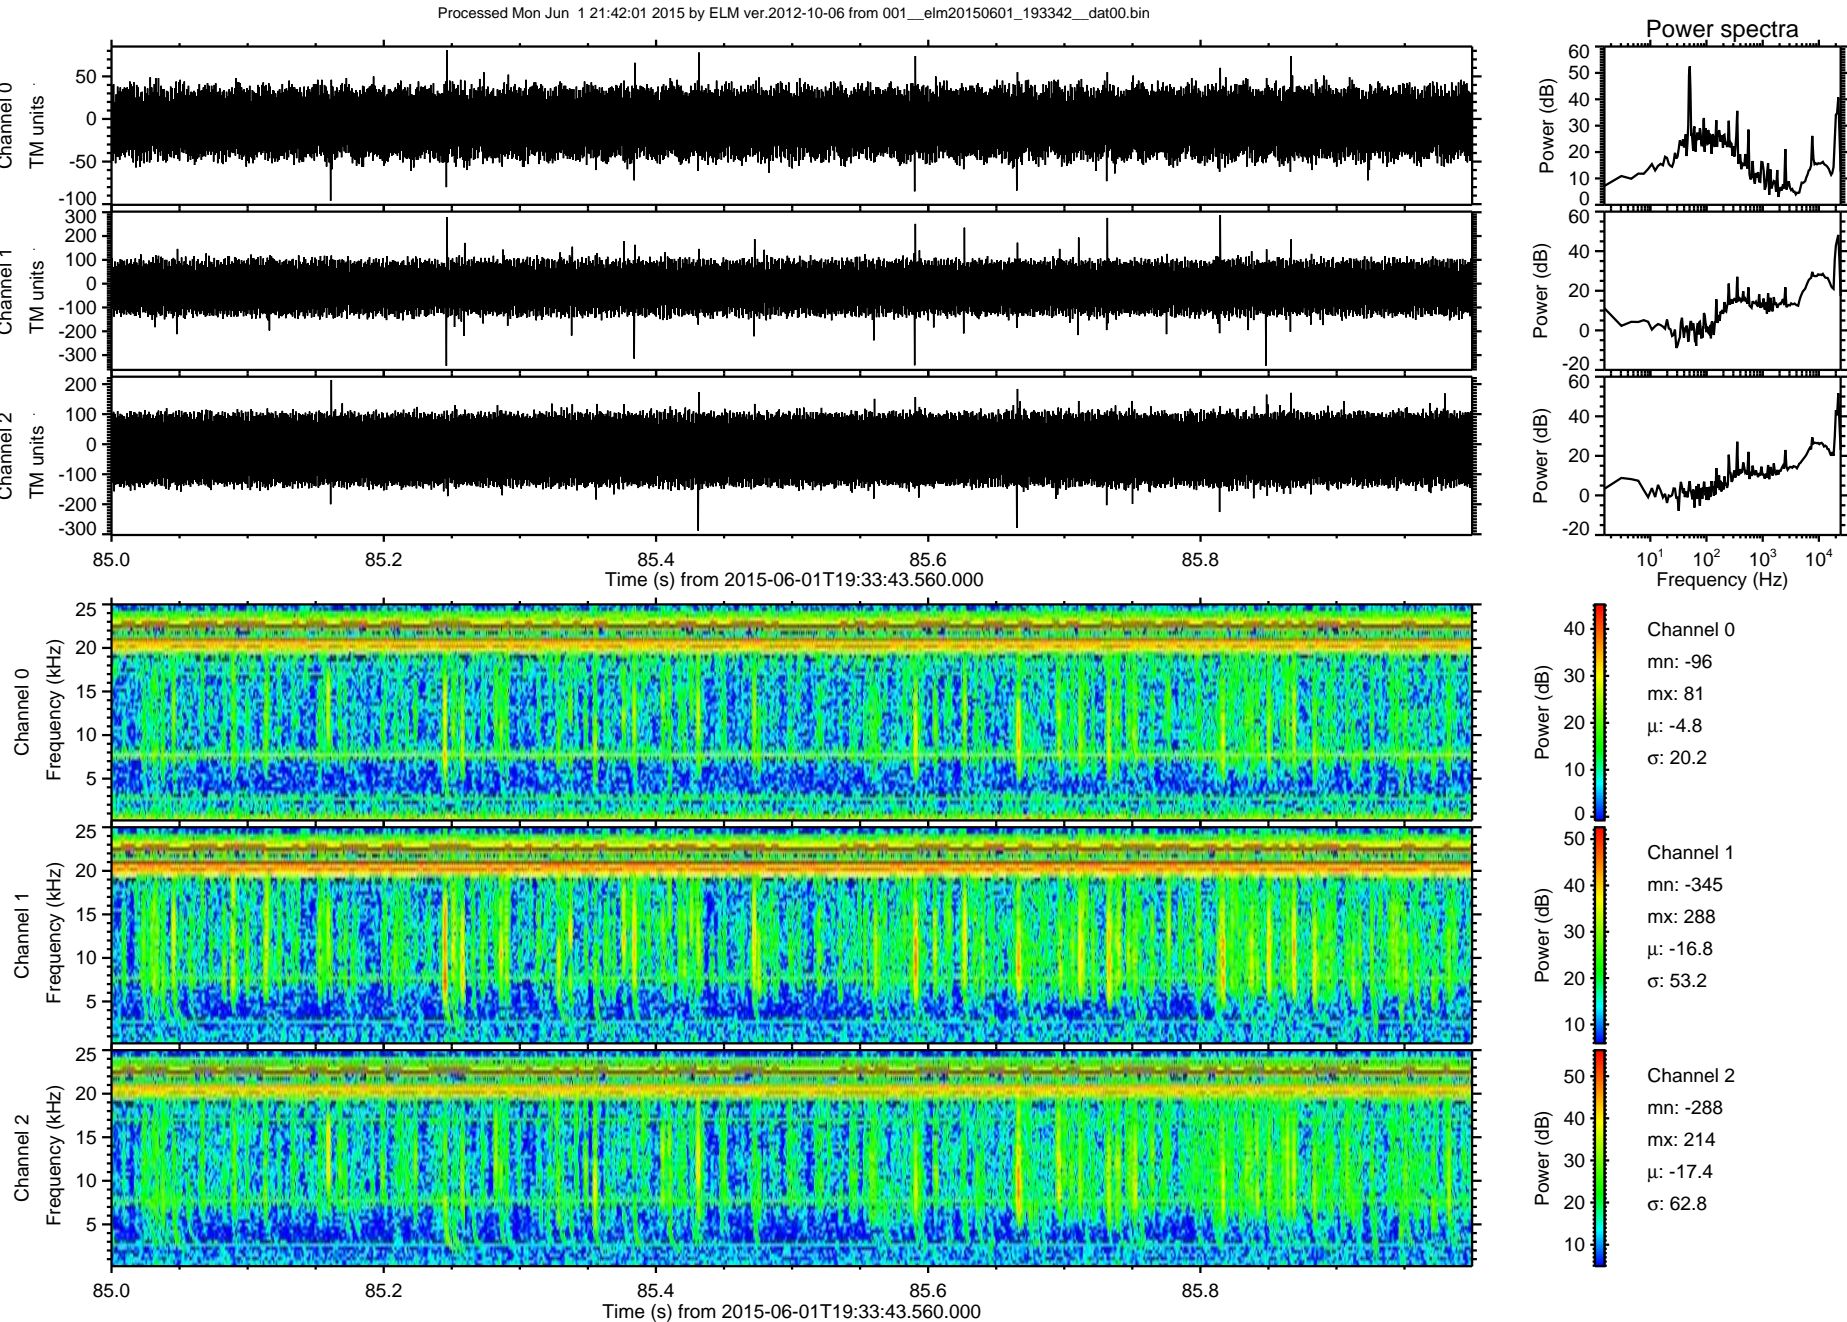 Processed Mon Jun  1 21:42:01 2015 by ELM ver.2012-10-06 from 001__elm20150601_193342__dat00.bin
Power spectra
Channel 0
TM units
50
0
-50
-100
Power (dB)
60
50
40
30
20
10
0
Channel 1
TM units
300
200
100
0
-100
-200
-300
Power (dB)
60
40
20
0
-20
Channel 2
TM units
200
100
0
-100
-200
-300
Power (dB)
60
40
20
0
-20
85.0 85.2 85.4 85.6 85.8
Time (s) from 2015-06-01T19:33:43.560.000
10^1 10^2 10^3 10^4
Frequency (Hz)
Channel 0
Frequency (kHz)
25
20
15
10
5
Power (dB)
40
30
20
10
0
Channel 0
mn: -96
mx: 81
μ: -4.8
σ: 20.2
Channel 1
Frequency (kHz)
25
20
15
10
5
Power (dB)
50
40
30
20
10
Channel 1
mn: -345
mx: 288
μ: -16.8
σ: 53.2
Channel 2
Frequency (kHz)
25
20
15
10
5
Power (dB)
50
40
30
20
10
Channel 2
mn: -288
mx: 214
μ: -17.4
σ: 62.8
85.0 85.2 85.4 85.6 85.8
Time (s) from 2015-06-01T19:33:43.560.000